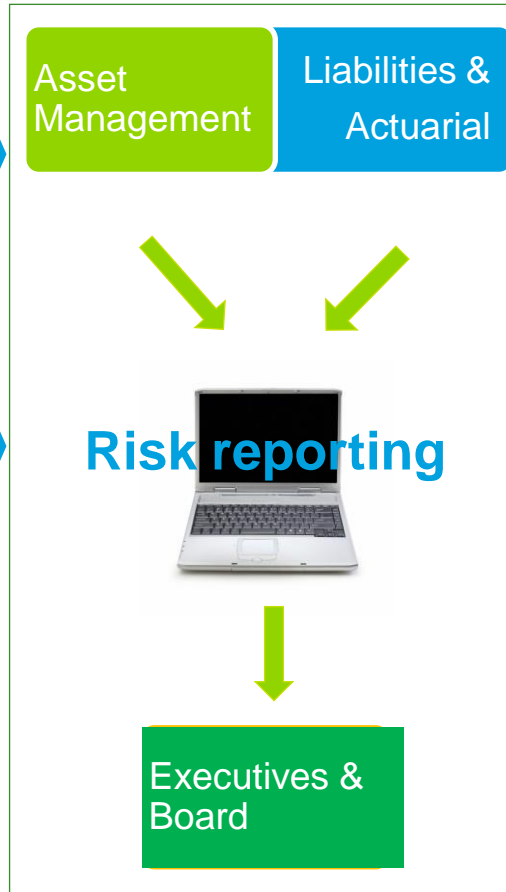 Asset
Management
Liabilities &
Actuarial
Risk reporting
Executives &
Board